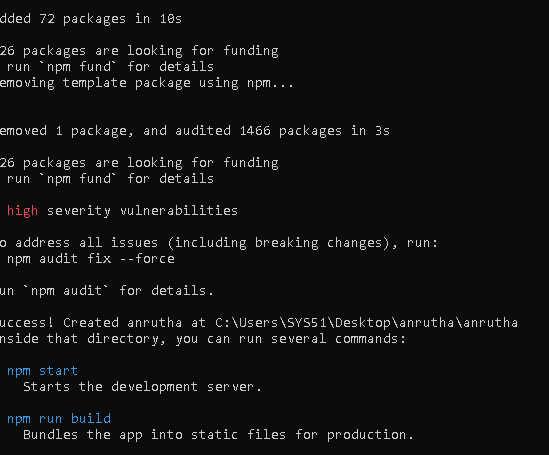 dded 72 packages in 10s
26 packages are looking for funding
run `npm fund` for details
emoving template package using npm...
emoved 1 package, and audited 1466 packages in 3s
26 packages are looking for funding
run `npm fund` for details
high severity vulnerabilities
o address all issues (including breaking changes), run:
npm audit fix --force
un `npm audit` for details.
uccess! Created anrutha at C:\Users\SYS51\Desktop\anrutha\anrutha
nside that directory, you can run several commands:
npm start
Starts the development server.
npm run build
Bundles the app into static files for production.